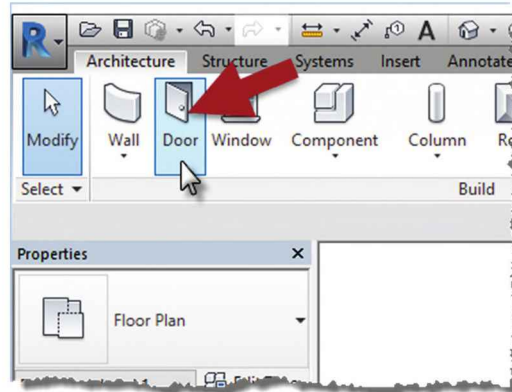 Architecture Structure Systems Insert Annotate
Modify Wall Door Window Component Column
Select Build
Properties
Floor Plan